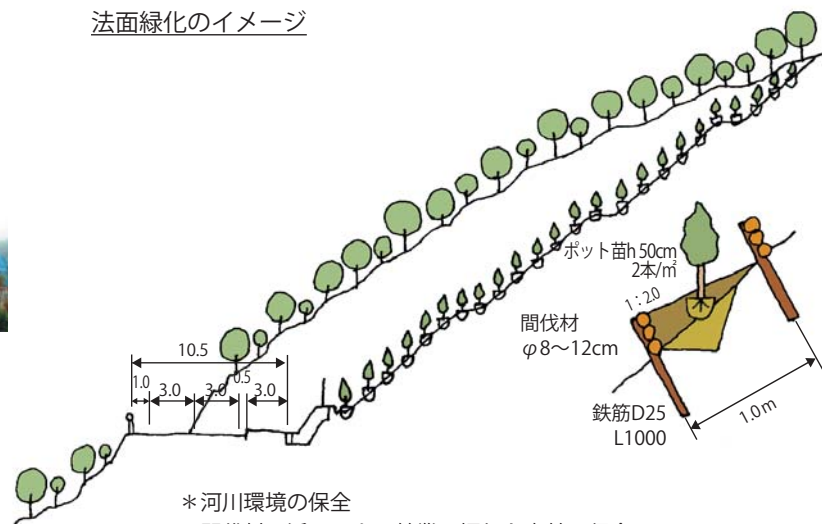 法面緑化のイメージ
ポット苗h 50cm
2本/㎡
1：2.0
間伐材
φ8～12cm
鉄筋D25
L1000
1.0m
10.5
1.0
3.0
3.0
0.5
3.0
＊河川環境の保全